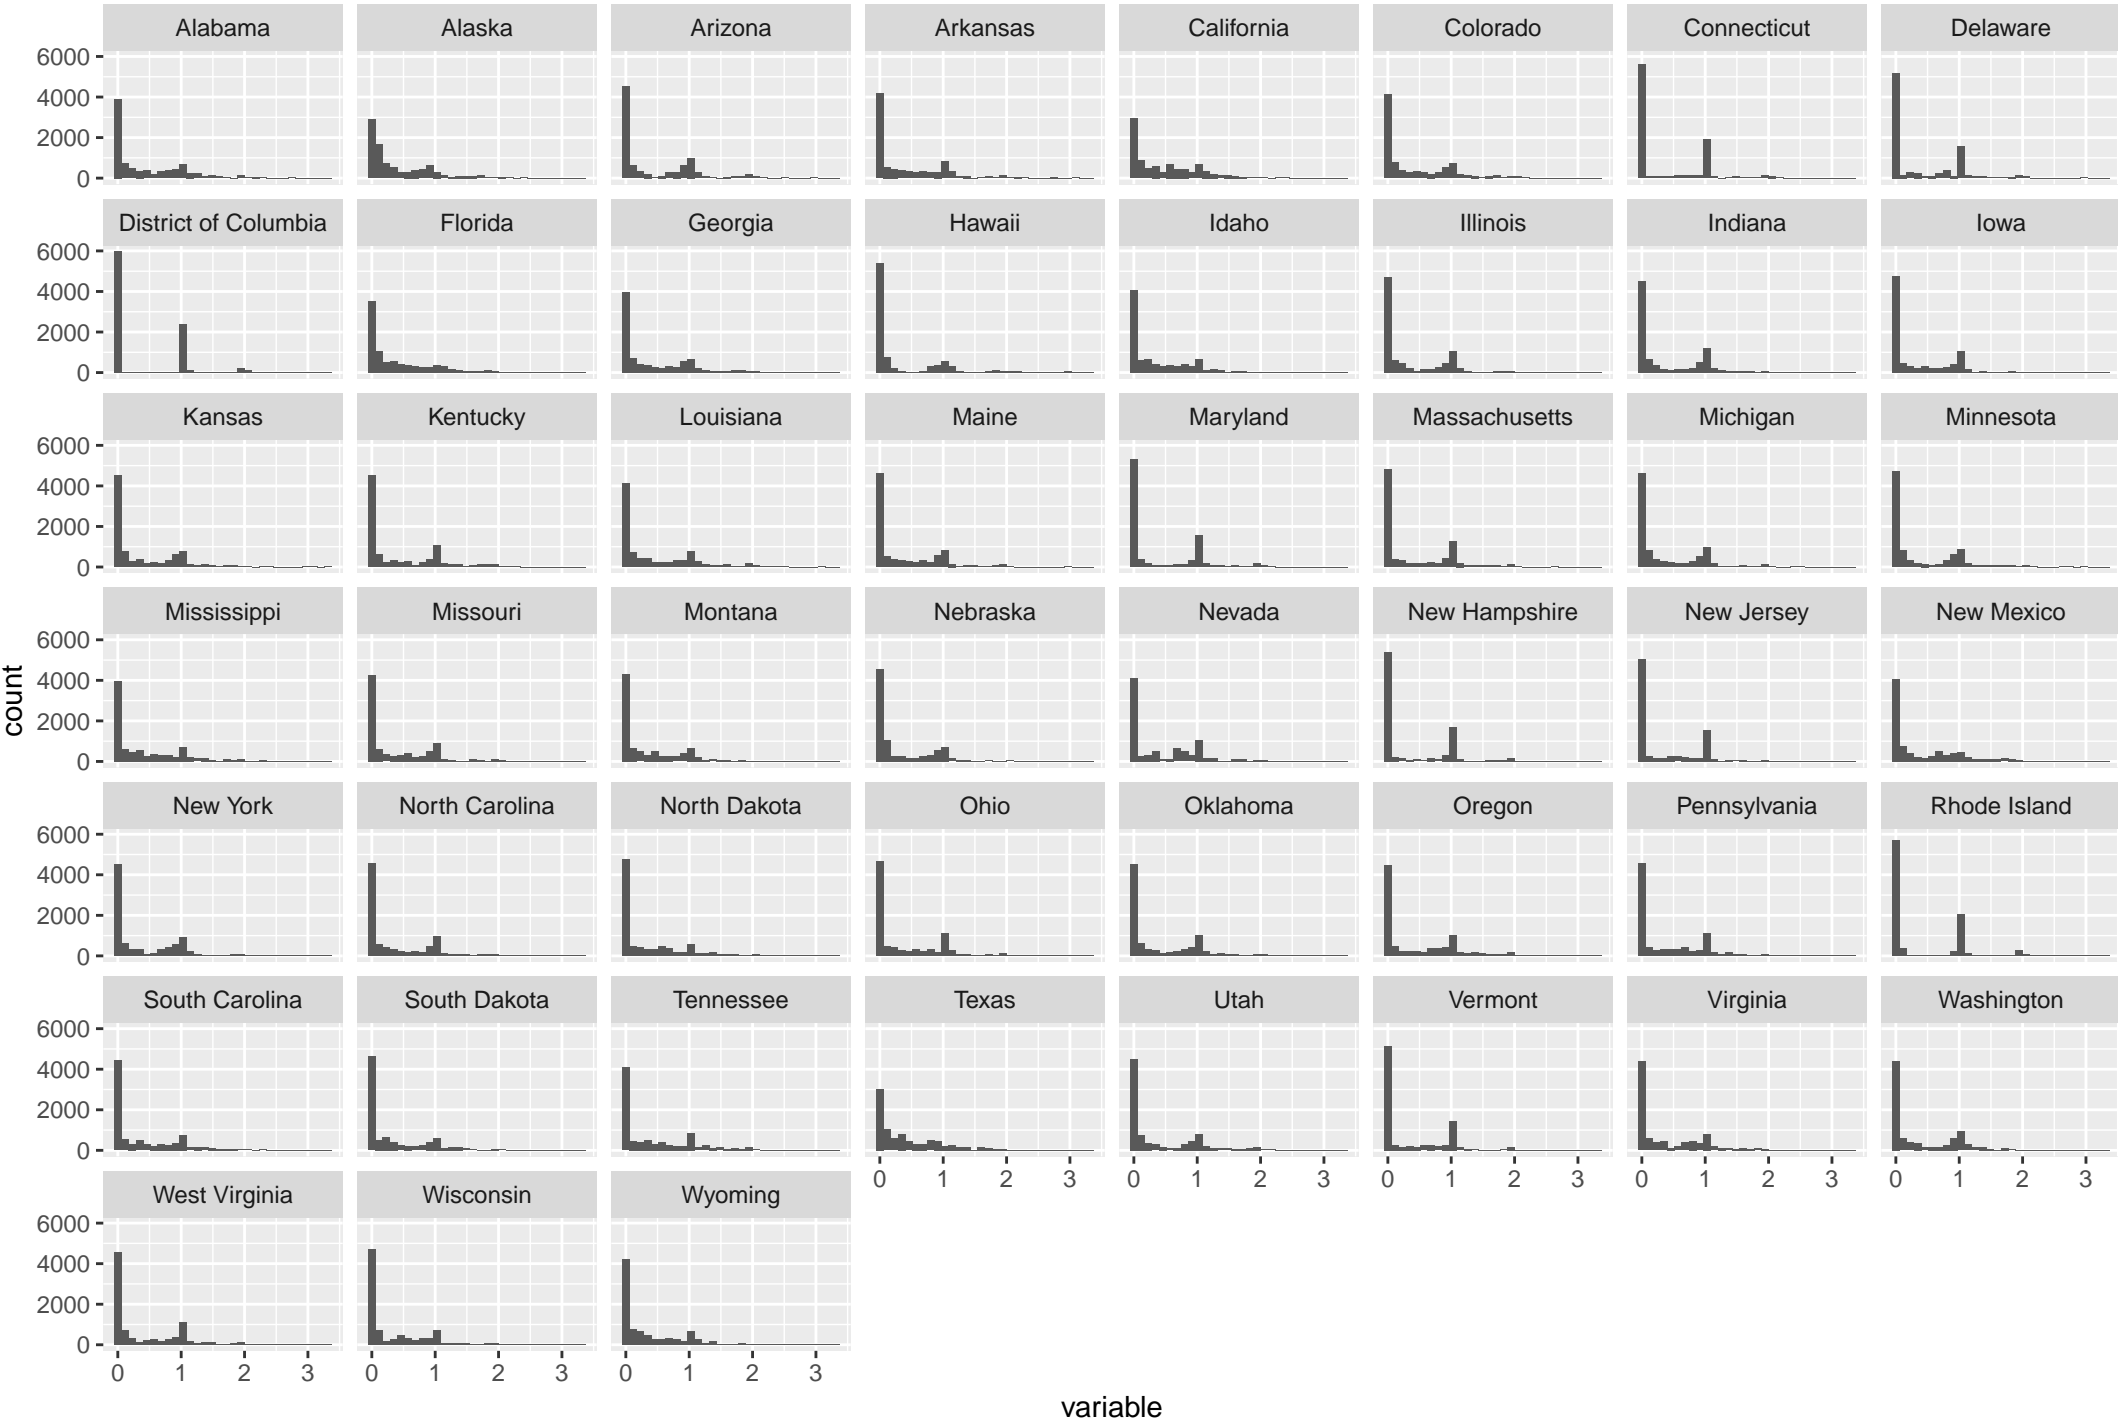 Alabama Alaska Arizona Arkansas California Colorado Connecticut Delaware
6000
4000
2000
0
District of Columbia Florida Georgia Hawaii Idaho Illinois Indiana Iowa
6000
4000
2000
0
Kansas Kentucky Louisiana Maine Maryland Massachusetts Michigan Minnesota
6000
4000
2000
0
Mississippi Missouri Montana Nebraska Nevada New Hampshire New Jersey New Mexico
6000
4000
2000
0
count
New York North Carolina North Dakota Ohio Oklahoma Oregon Pennsylvania Rhode Island
6000
4000
2000
0
South Carolina South Dakota Tennessee Texas Utah Vermont Virginia Washington
6000
4000
2000
0
0 1 2 3 0 1 2 3 0 1 2 3 0 1 2 3 0 1 2 3
West Virginia Wisconsin Wyoming
6000
4000
2000
0
0 1 2 3 0 1 2 3 0 1 2 3
variable